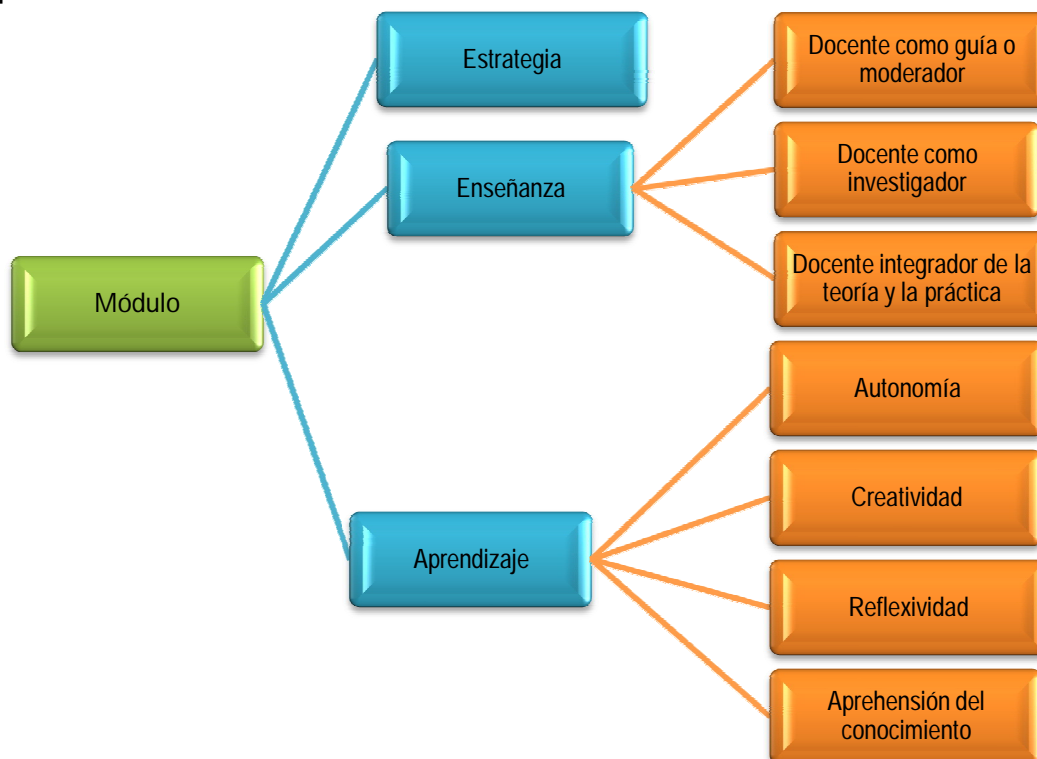 Módulo
Estrategia
Enseñanza
Docente como guía o
moderador
Docente como
investigador
Docente integrador de la
teoría y la práctica
Aprendizaje
Autonomía
Creatividad
Reflexividad
Aprehensión del
conocimiento